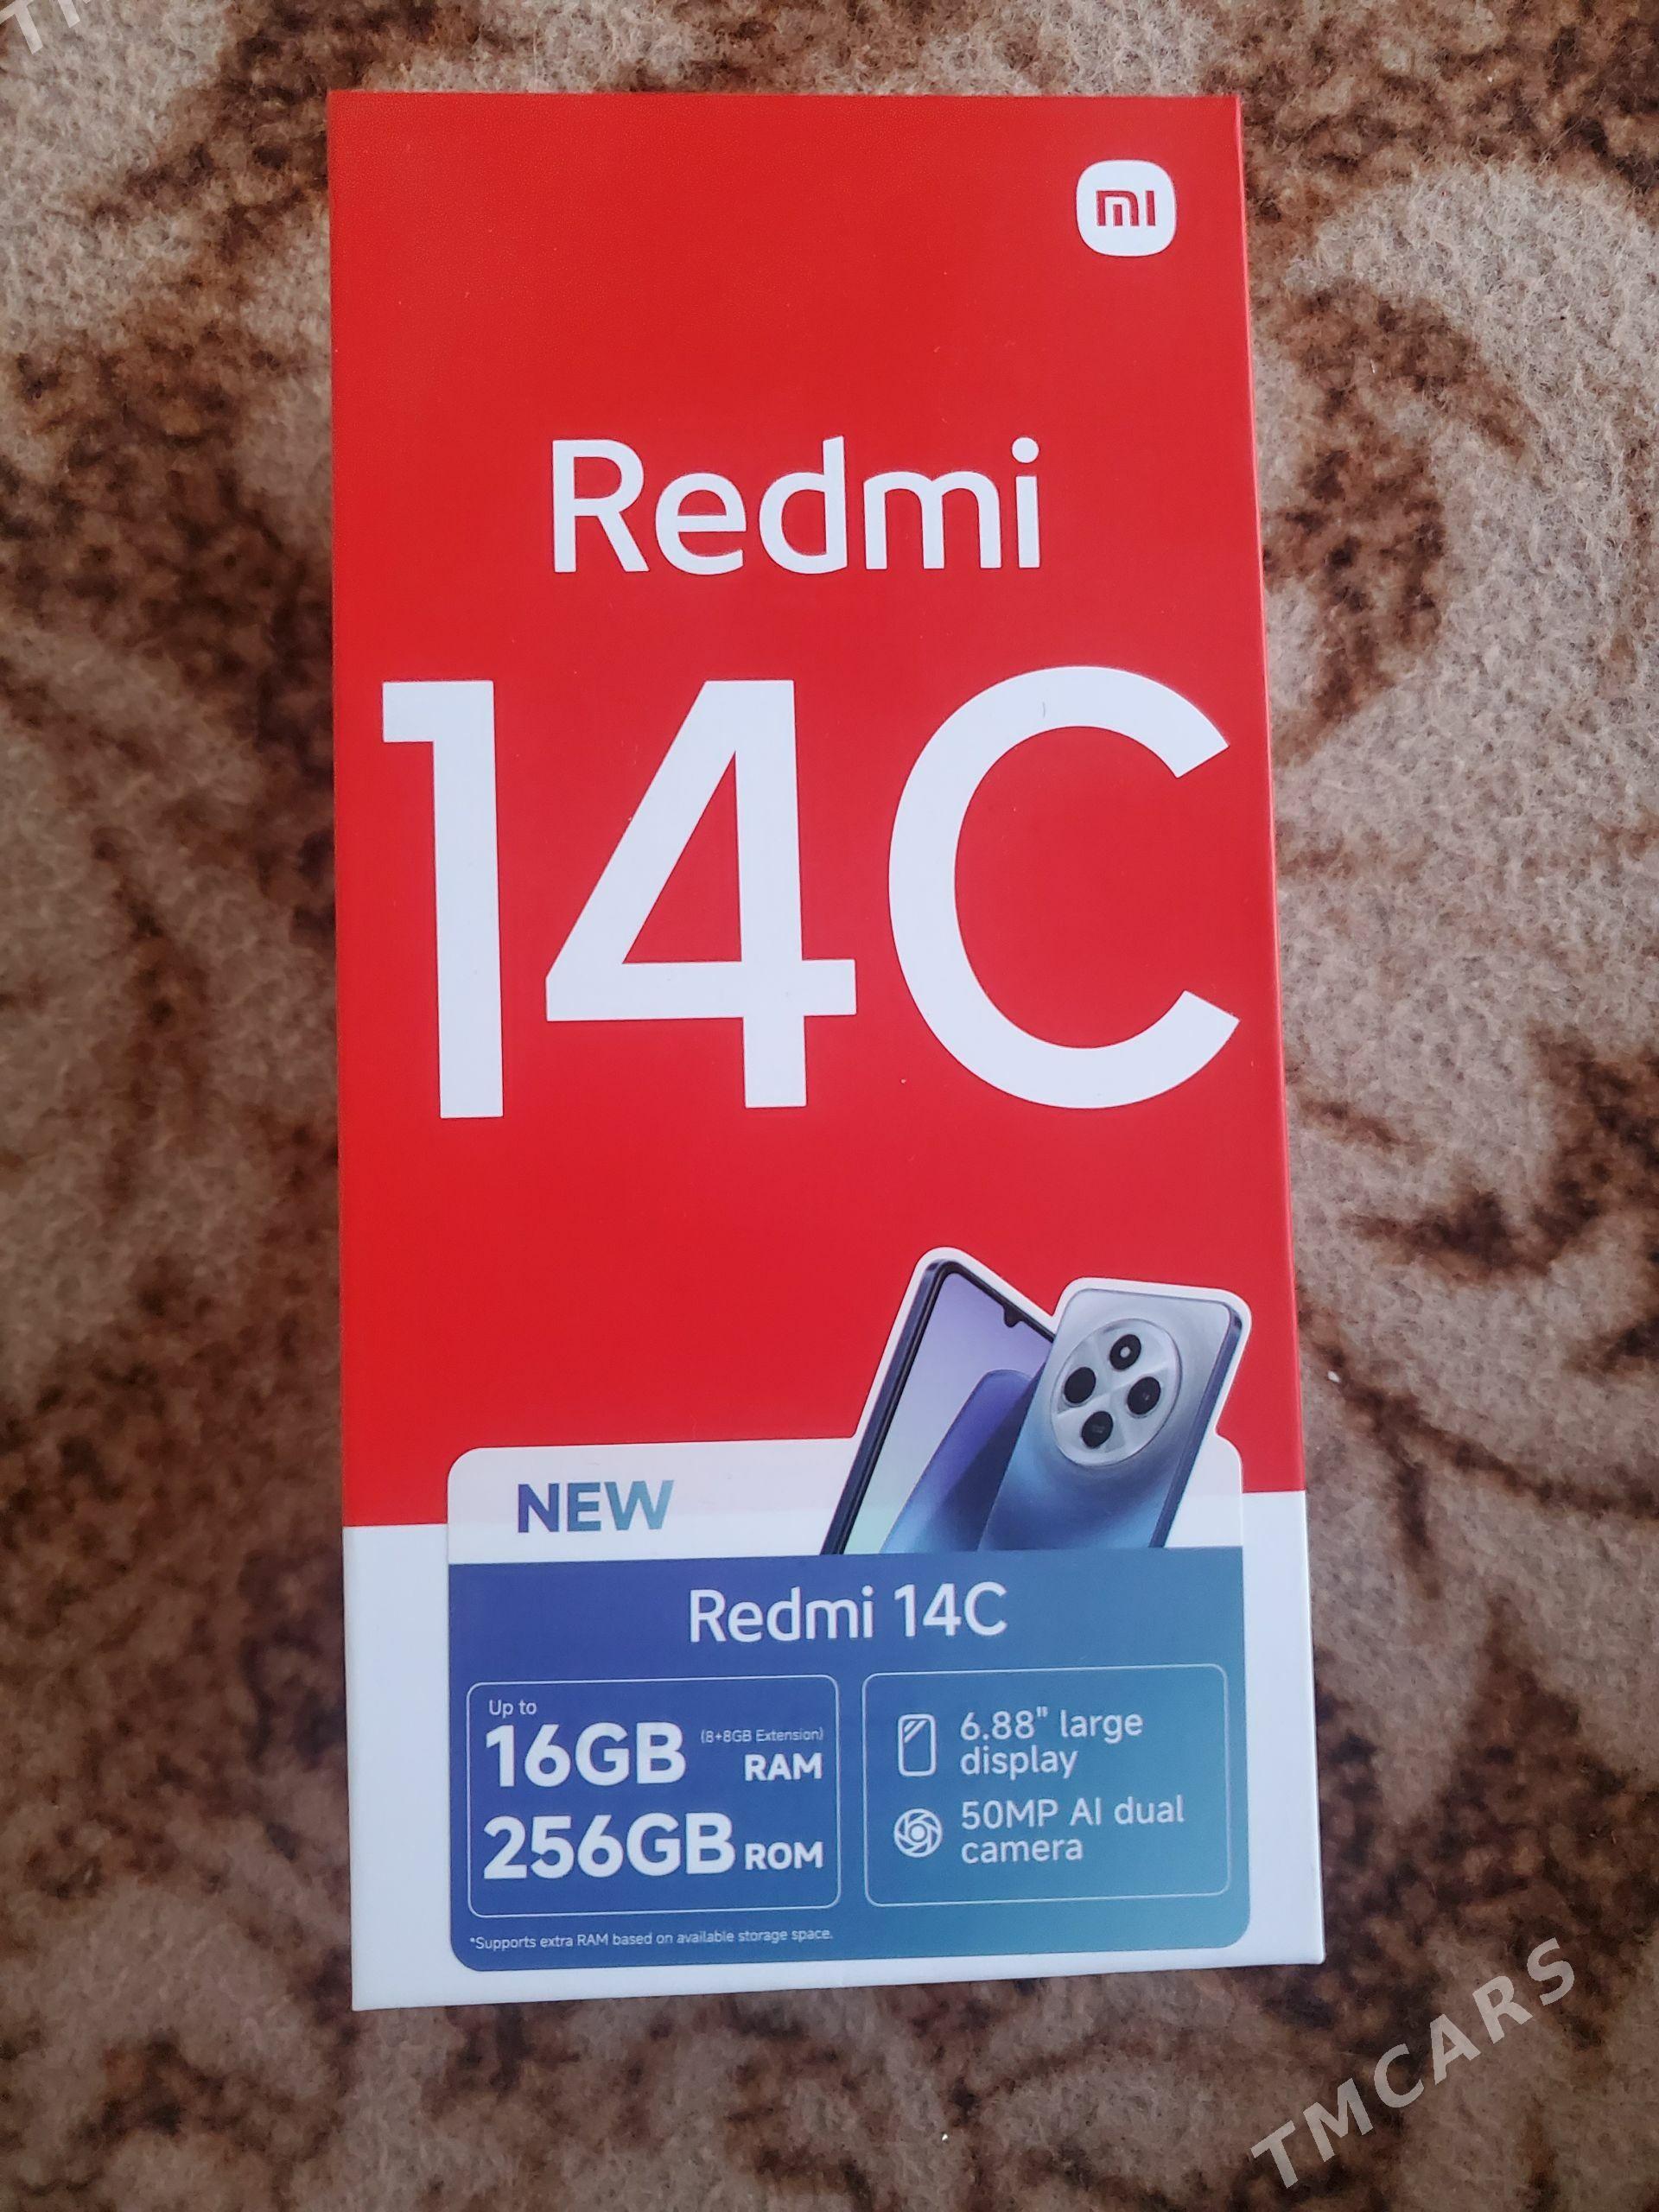 mi
Redmi
14C
NEW
Redmi 14C
Up to
16GB (8+8GB Extension) RAM
256GB ROM
6.88" large
display
50MP AI dual
camera
*Supports extra RAM based on available storage space.
TMCARS